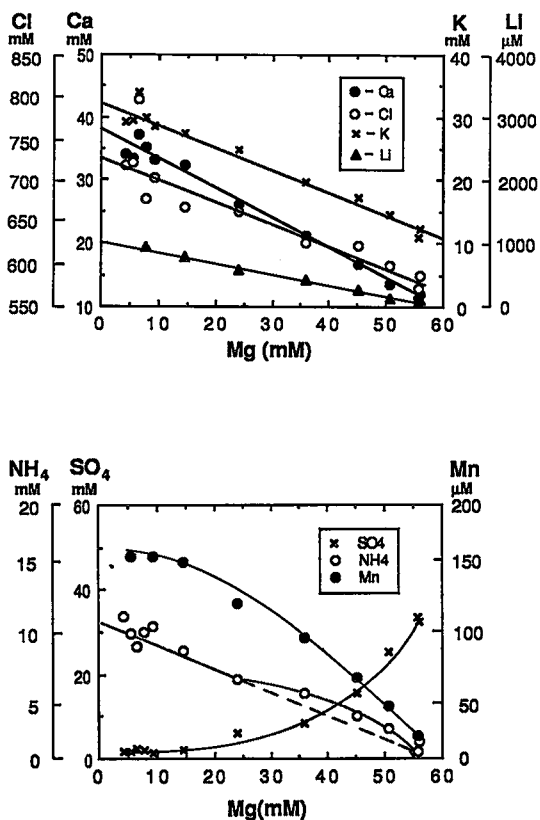 Cl Ca K Li
mM mM mM µM
850 50 40 4000
800
40 30 3000
750
700 30 20 2000
650
20 10 1000
600
550 10 0 0
0 10 20 30 40 50 60
Mg (mM)
- Ca
- Cl
- K
- Li
NH4 SO4 Mn
mM mM µM
20 60 200
15 150
40
10 100
20
5 50
0 0 0
0 10 20 30 40 50 60
Mg(mM)
SO4
NH4
Mn